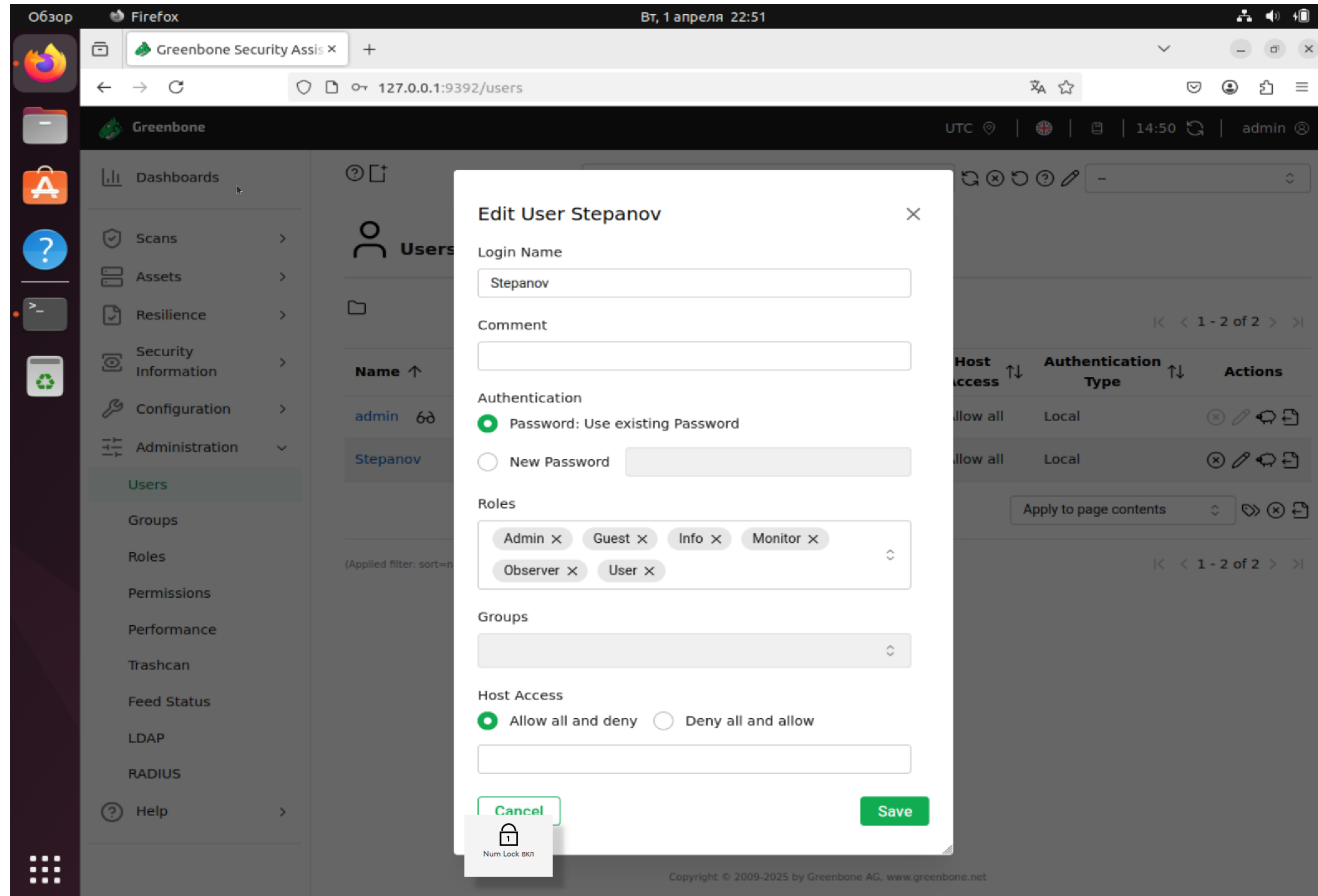 Обзор Firefox Вт, 1 апреля 22:51
Greenbone Security Assis
127.0.0.1:9392/users
Greenbone UTC 14:50 admin
Dashboards
Scans
Assets
Resilience
Security
Information
Configuration
Administration
Users
Groups
Roles
Permissions
Performance
Trashcan
Feed Status
LDAP
RADIUS
Help
–
Users
1 - 2 of 2
Name Host Authentication Actions
Type
admin Local
Stepanov Local
Apply to page contents
(Applied filter: sort=n
1 - 2 of 2
Edit User Stepanov
Login Name
Stepanov
Comment
Authentication
Password: Use existing Password
New Password
Roles
Admin Guest Info Monitor
Observer User
Groups
Host Access
Allow all and deny Deny all and allow
Cancel Save
1
Num Lock вкл
Copyright © 2009-2025 by Greenbone AG, www.greenbone.net